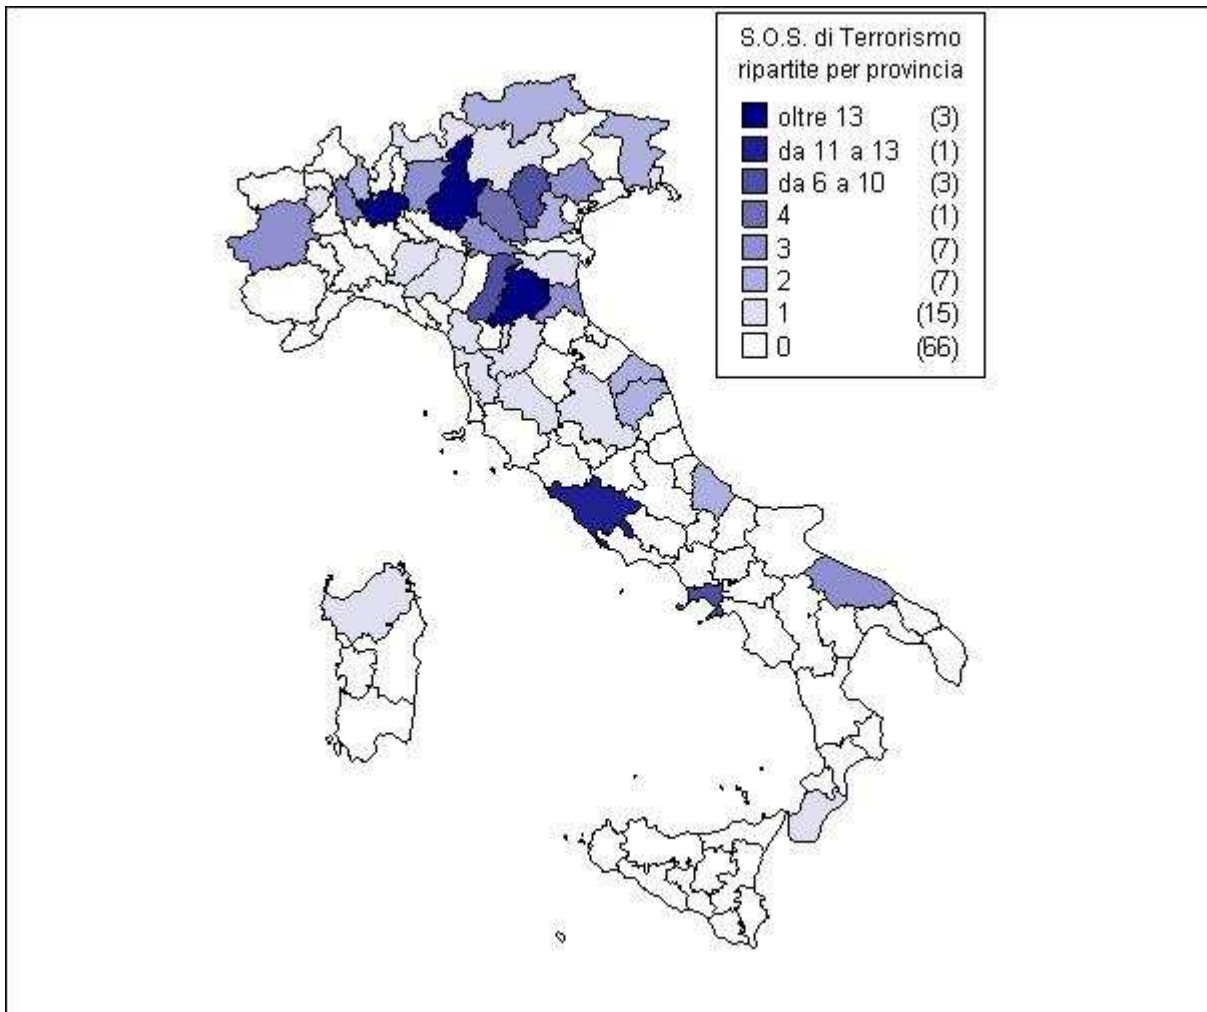 S.O.S. di Terrorismo
ripartite per provincia
oltre 13 (3)
da 11 a 13 (1)
da 6 a 10 (3)
4 (1)
3 (7)
2 (7)
1 (15)
0 (66)